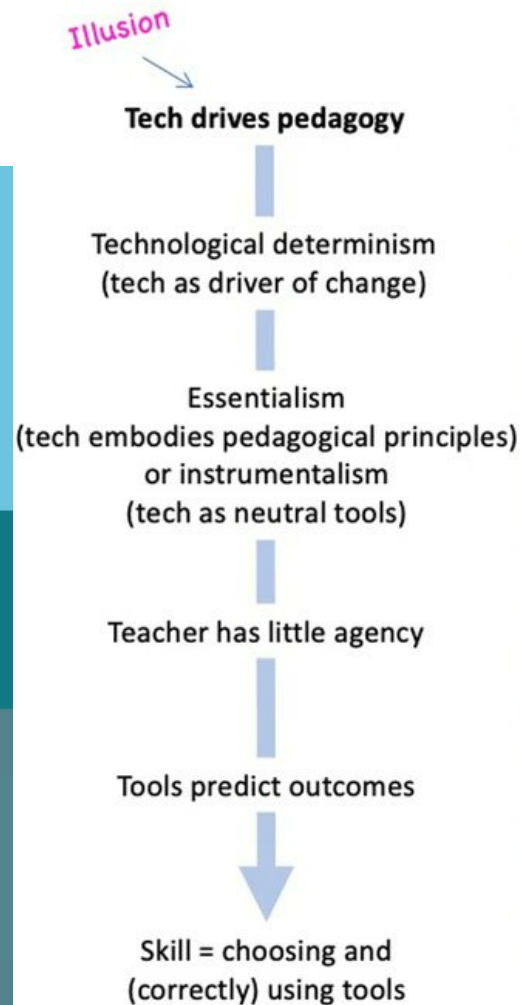 Illusion
Tech drives pedagogy
Technological determinism
(tech as driver of change)
Essentialism
(tech embodies pedagogical principles)
or instrumentalism
(tech as neutral tools)
Teacher has little agency
Tools predict outcomes
Skill = choosing and
(correctly) using tools